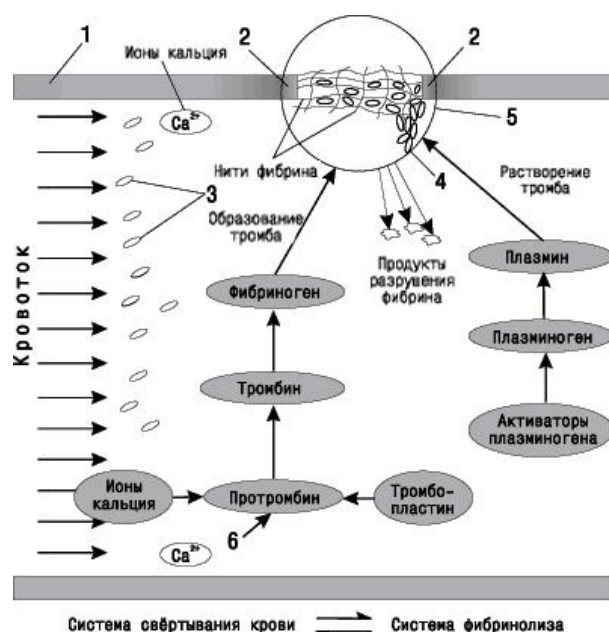 1
2
2
Ионы кальция
Ca²⁺
5
Нити фибрина
4
3
Растворение
тромба
Образование
тромба
Продукты
разрушения
фибрина
Плазмин
Фибриноген
Кровоток
Плазминоген
Тромбин
Активаторы
плазминогена
Ионы
кальция
Протромбин
Тромбо-
пластин
6
Ca²⁺
Система свёртывания крови
Система фибринолиза